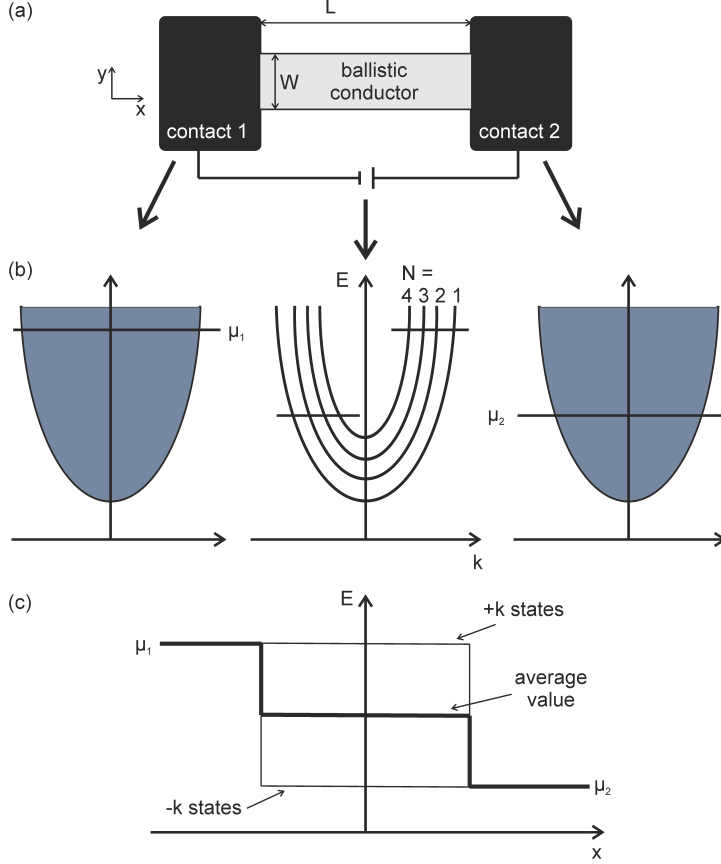 (a)
L
y
x
W
ballistic
conductor
contact 1
contact 2
(b)
E
N =
4 3 2 1
μ₁
μ₂
k
(c)
E
+k states
μ₁
average
value
-k states
μ₂
x